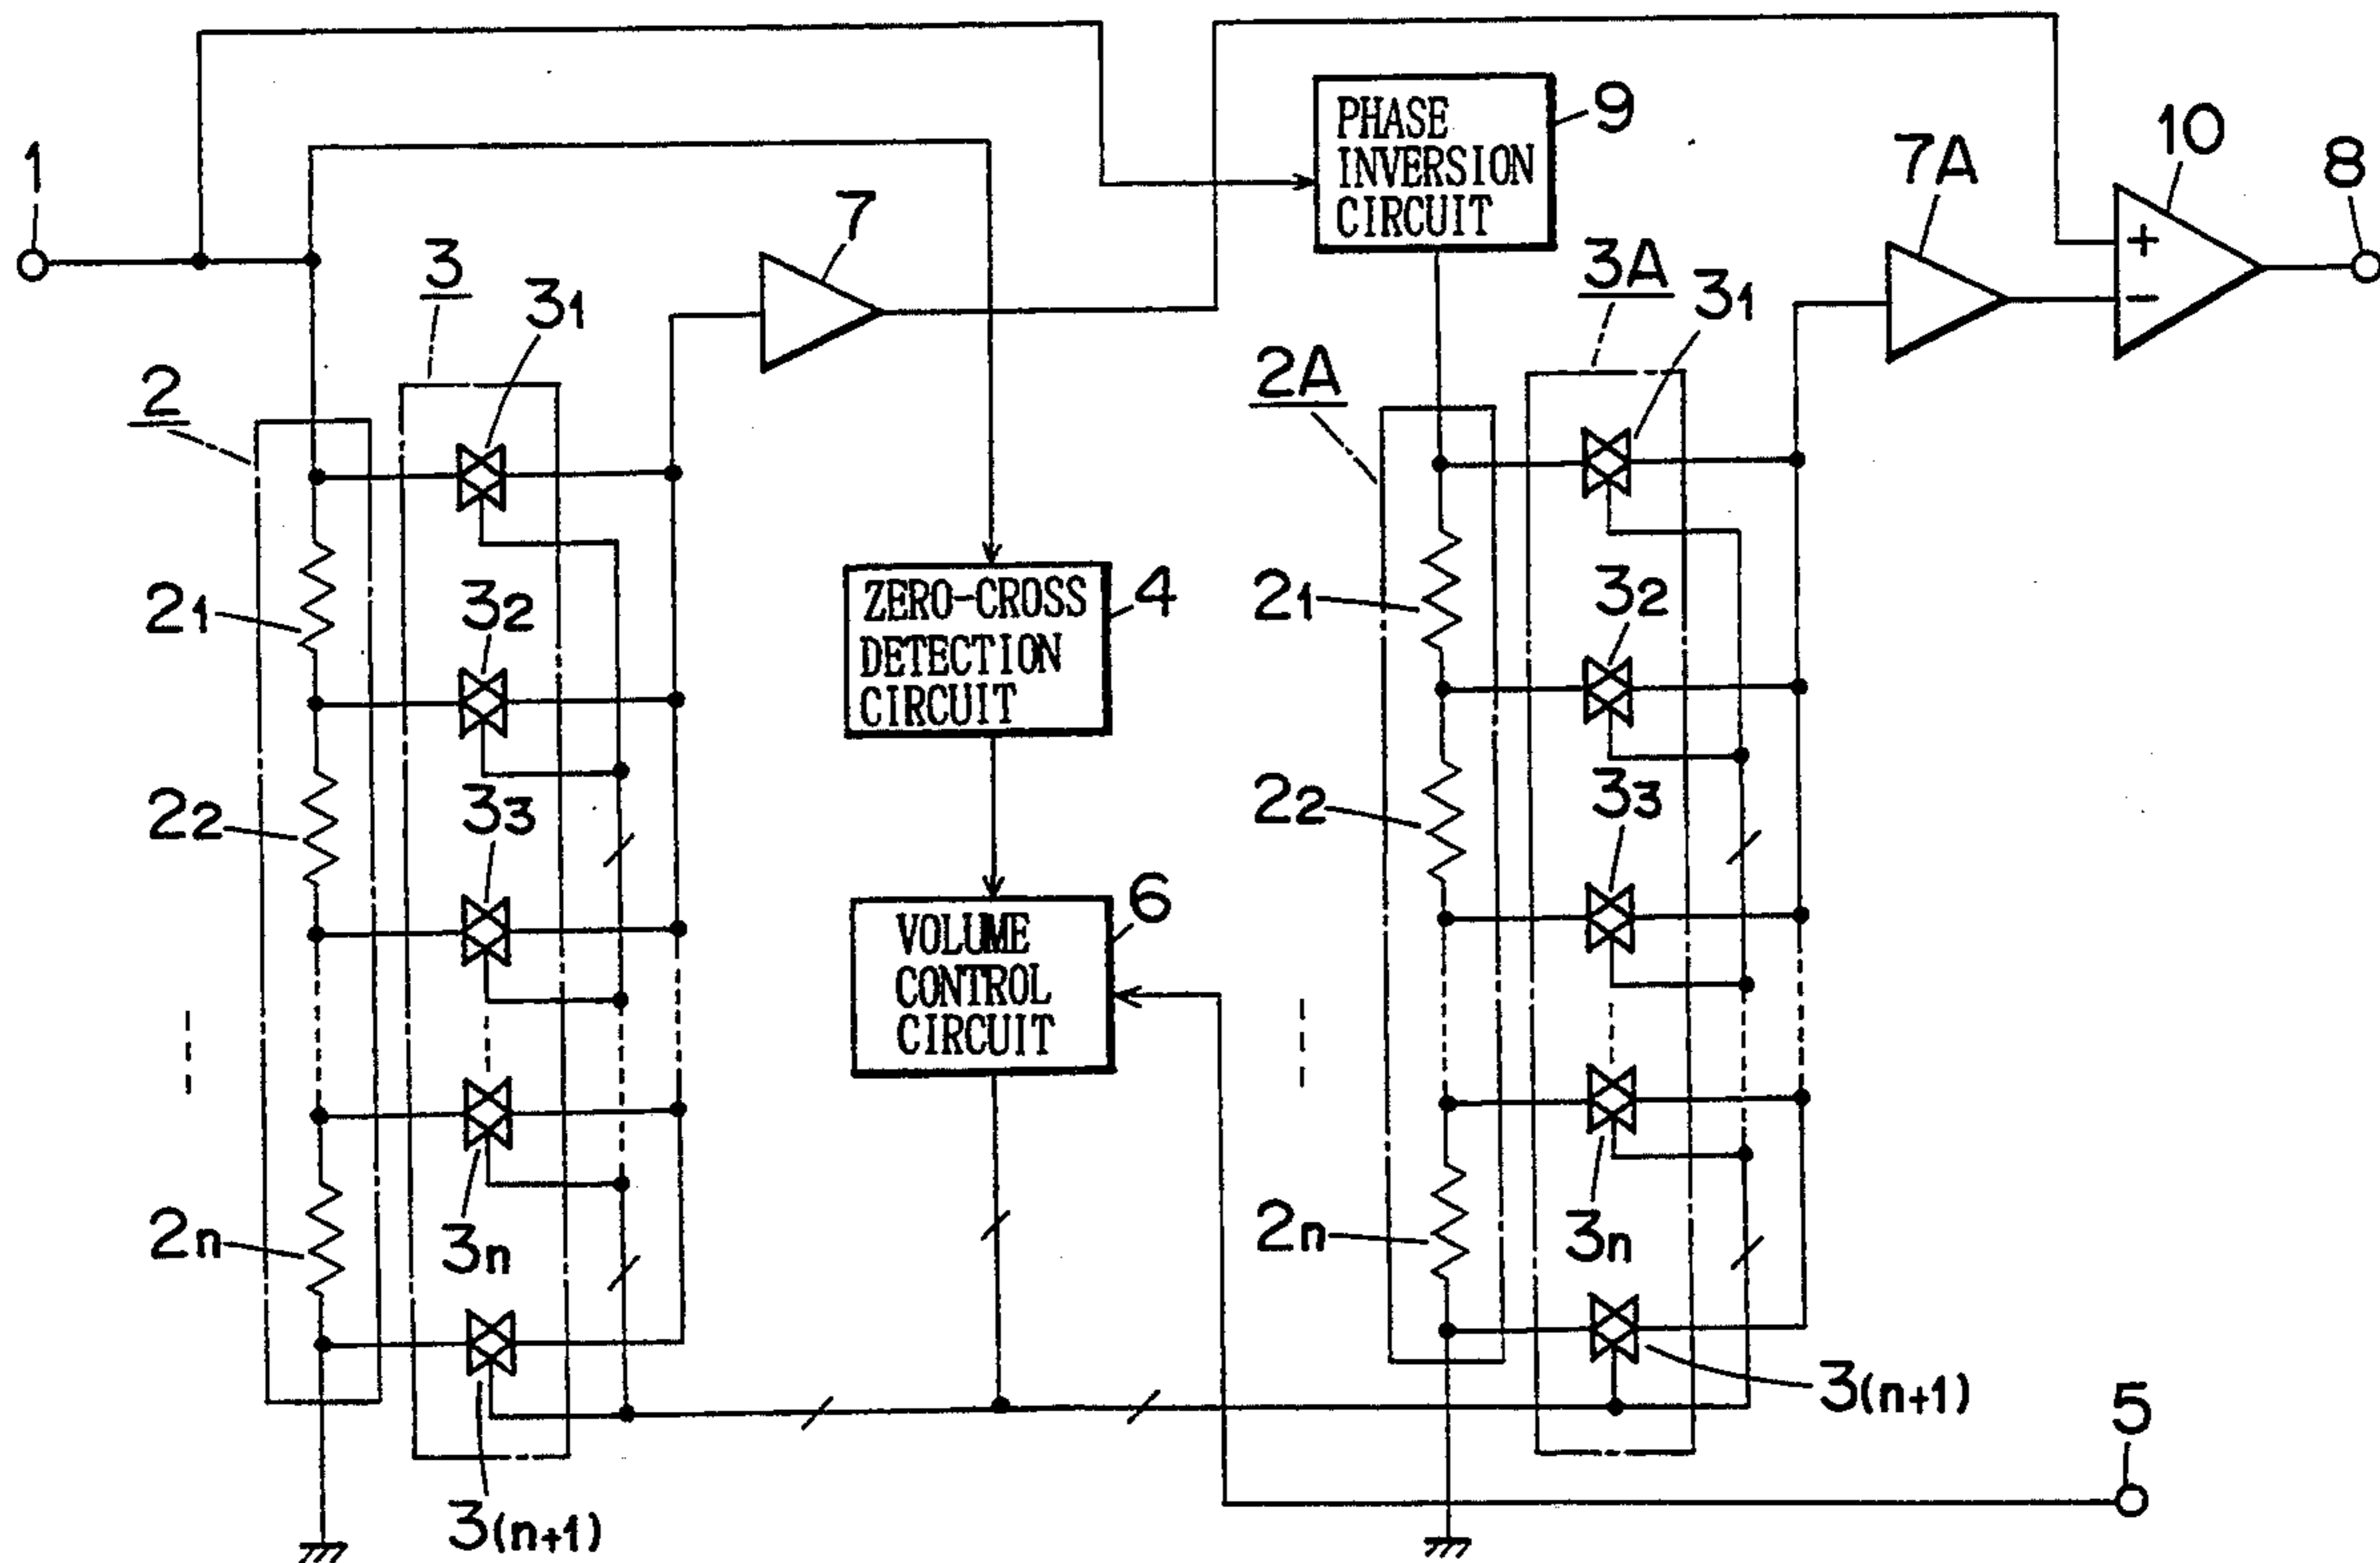 1
2
3
3₁
7
PHASE
INVERSION
CIRCUIT
9
3A
3₁
7A
10
8
+
−
2A
2₁
3₂
ZERO-CROSS
DETECTION
CIRCUIT
4
2₁
3₂
2₂
3₃
2₂
3₃
VOLUME
CONTROL
CIRCUIT
6
2n
3n
2n
3n
3(n+1)
3(n+1)
5